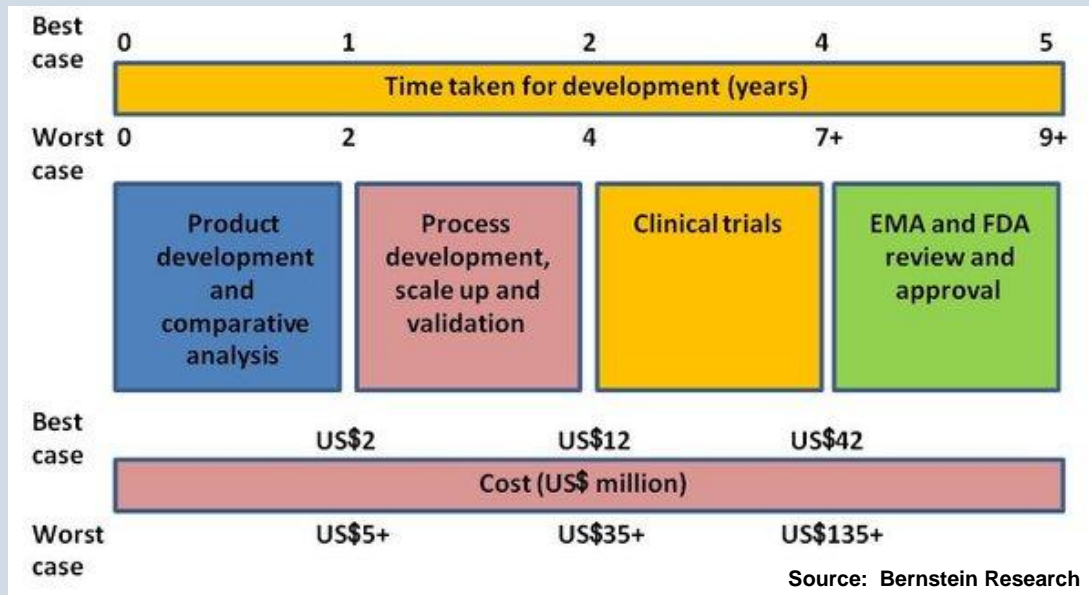 Best
case
0 1 2 4 5
Time taken for development (years)
Worst
case
0 2 4 7+ 9+
Product
development
and
comparative
analysis
Process
development,
scale up and
validation
Clinical trials
EMA and FDA
review and
approval
Best
case
US$2 US$12 US$42
Cost (US$ million)
Worst
case
US$5+ US$35+ US$135+
Source: Bernstein Research